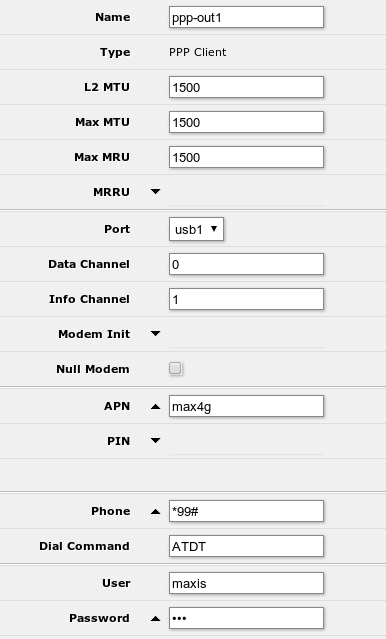 Name ppp-out1
Type PPP Client
L2 MTU 1500
Max MTU 1500
Max MRU 1500
MRRU
Port usb1
Data Channel 0
Info Channel 1
Modem Init
Null Modem
APN max4g
PIN
Phone *99#
Dial Command ATDT
User maxis
Password •••